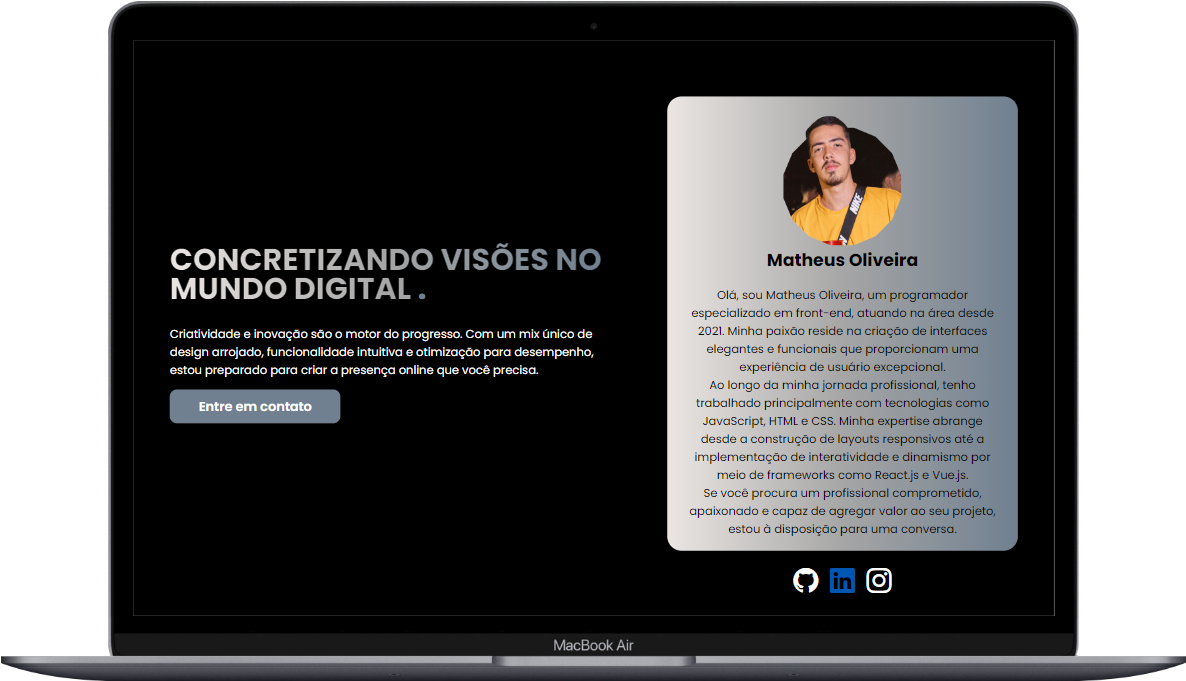 CONCRETIZANDO VISÕES NO
MUNDO DIGITAL .
Criatividade e inovação são o motor do progresso. Com um mix único de
design arrojado, funcionalidade intuitiva e otimização para desempenho,
estou preparado para criar a presença online que você precisa.
Entre em contato
NIKE
Matheus Oliveira
Olá, sou Matheus Oliveira, um programador
especializado em front-end, atuando na área desde
2021. Minha paixão reside na criação de interfaces
elegantes e funcionais que proporcionam uma
experiência de usuário excepcional.
Ao longo da minha jornada profissional, tenho
trabalhado principalmente com tecnologias como
JavaScript, HTML e CSS. Minha expertise abrange
desde a construção de layouts responsivos até a
implementação de interatividade e dinamismo por
meio de frameworks como React.js e Vue.js.
Se você procura um profissional comprometido,
apaixonado e capaz de agregar valor ao seu projeto,
estou à disposição para uma conversa.
in
MacBook Air